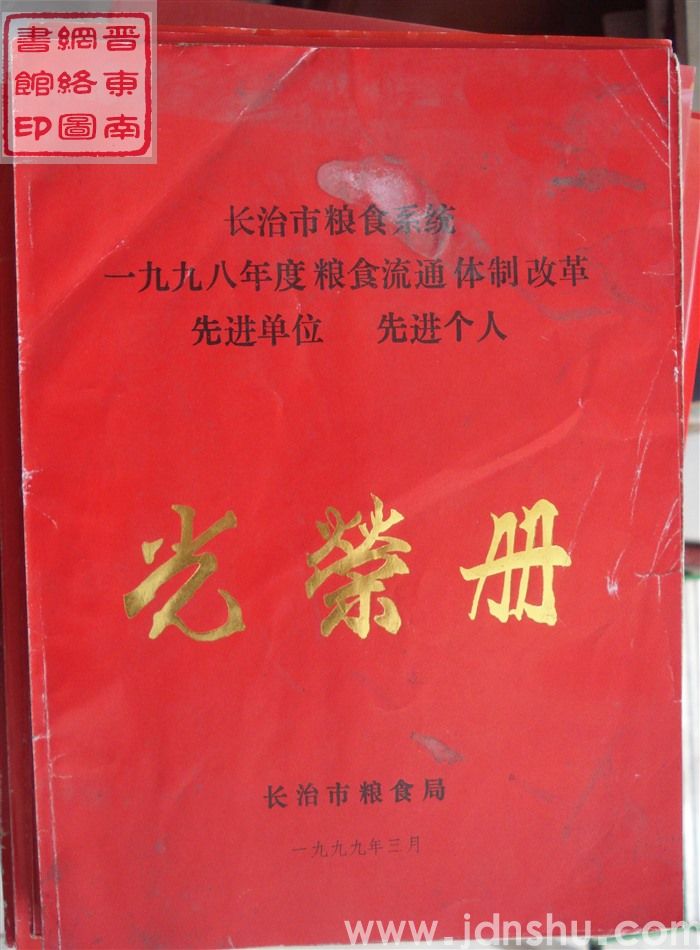 晋東南
網絡圖
書館印
长治市粮食系统
一九九八年度粮食流通体制改革
先进单位 先进个人
光榮册
长治市粮食局
一九九九年三月
www.jdnshu.com